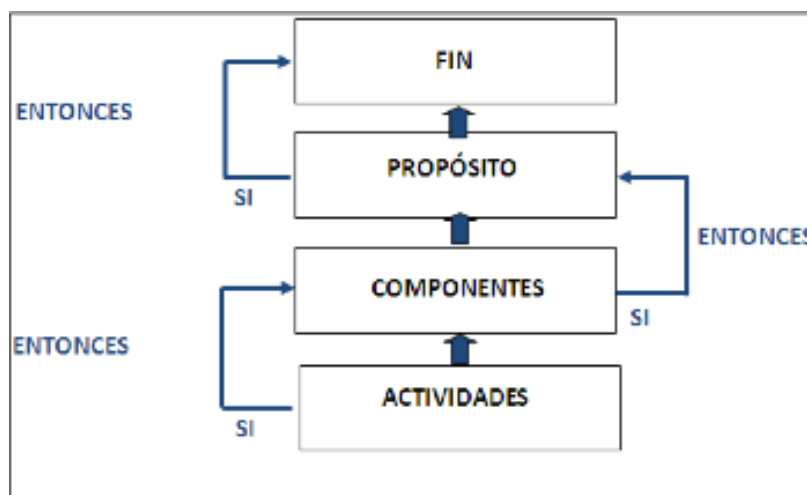 FIN
ENTONCES
PROPÓSITO
SI
ENTONCES
COMPONENTES
SI
ENTONCES
ACTIVIDADES
SI